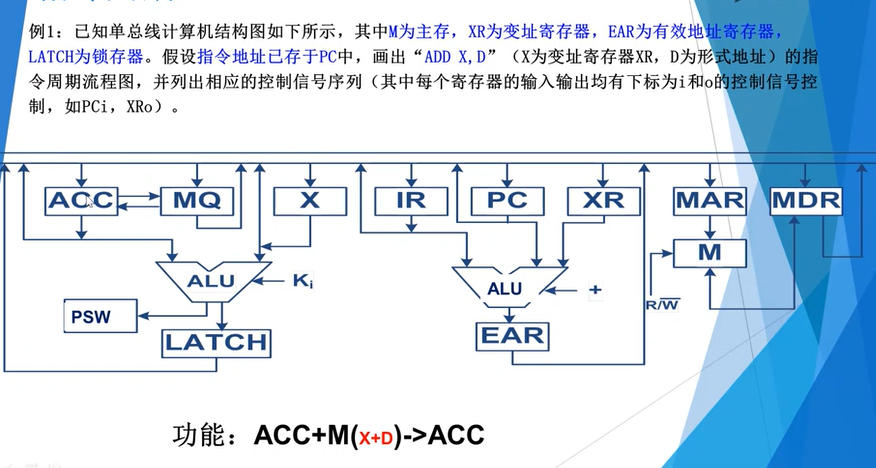 例1：已知单总线计算机结构图如下所示，其中M为主存，XR为变址寄存器，EAR为有效地址寄存器，
LATCH为锁存器。假设指令地址已存于PC中，画出“ADD X,D”（X为变址寄存器XR，D为形式地址）的指
令周期流程图，并列出相应的控制信号序列（其中每个寄存器的输入输出均有下标为i和o的控制信号控
制，如PCi，XRo）。
ACC MQ X IR PC XR MAR MDR
M
ALU Ki ALU +
R/W̅
PSW
LATCH EAR
功能：ACC+M(X+D)->ACC